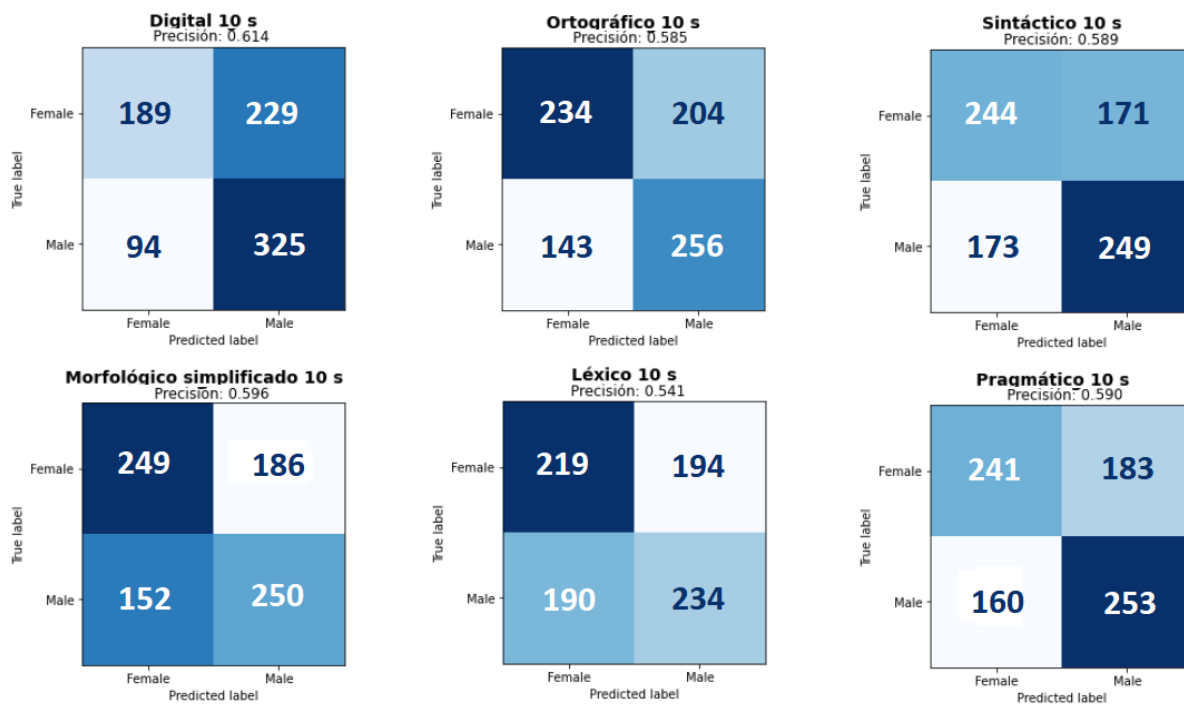 Digital 10 s
Precisión: 0.614
Female
189
229
True label
Male
94
325
Female
Male
Predicted label
Ortográfico 10 s
Precisión: 0.585
Female
234
204
True label
Male
143
256
Female
Male
Predicted label
Sintáctico 10 s
Precisión: 0.589
Female
244
171
True label
Male
173
249
Female
Male
Predicted label
Morfológico simplificado 10 s
Precisión: 0.596
Female
249
186
True label
Male
152
250
Female
Male
Predicted label
Léxico 10 s
Precisión: 0.541
Female
219
194
True label
Male
190
234
Female
Male
Predicted label
Pragmático 10 s
Precisión: 0.590
Female
241
183
True label
Male
160
253
Female
Male
Predicted label